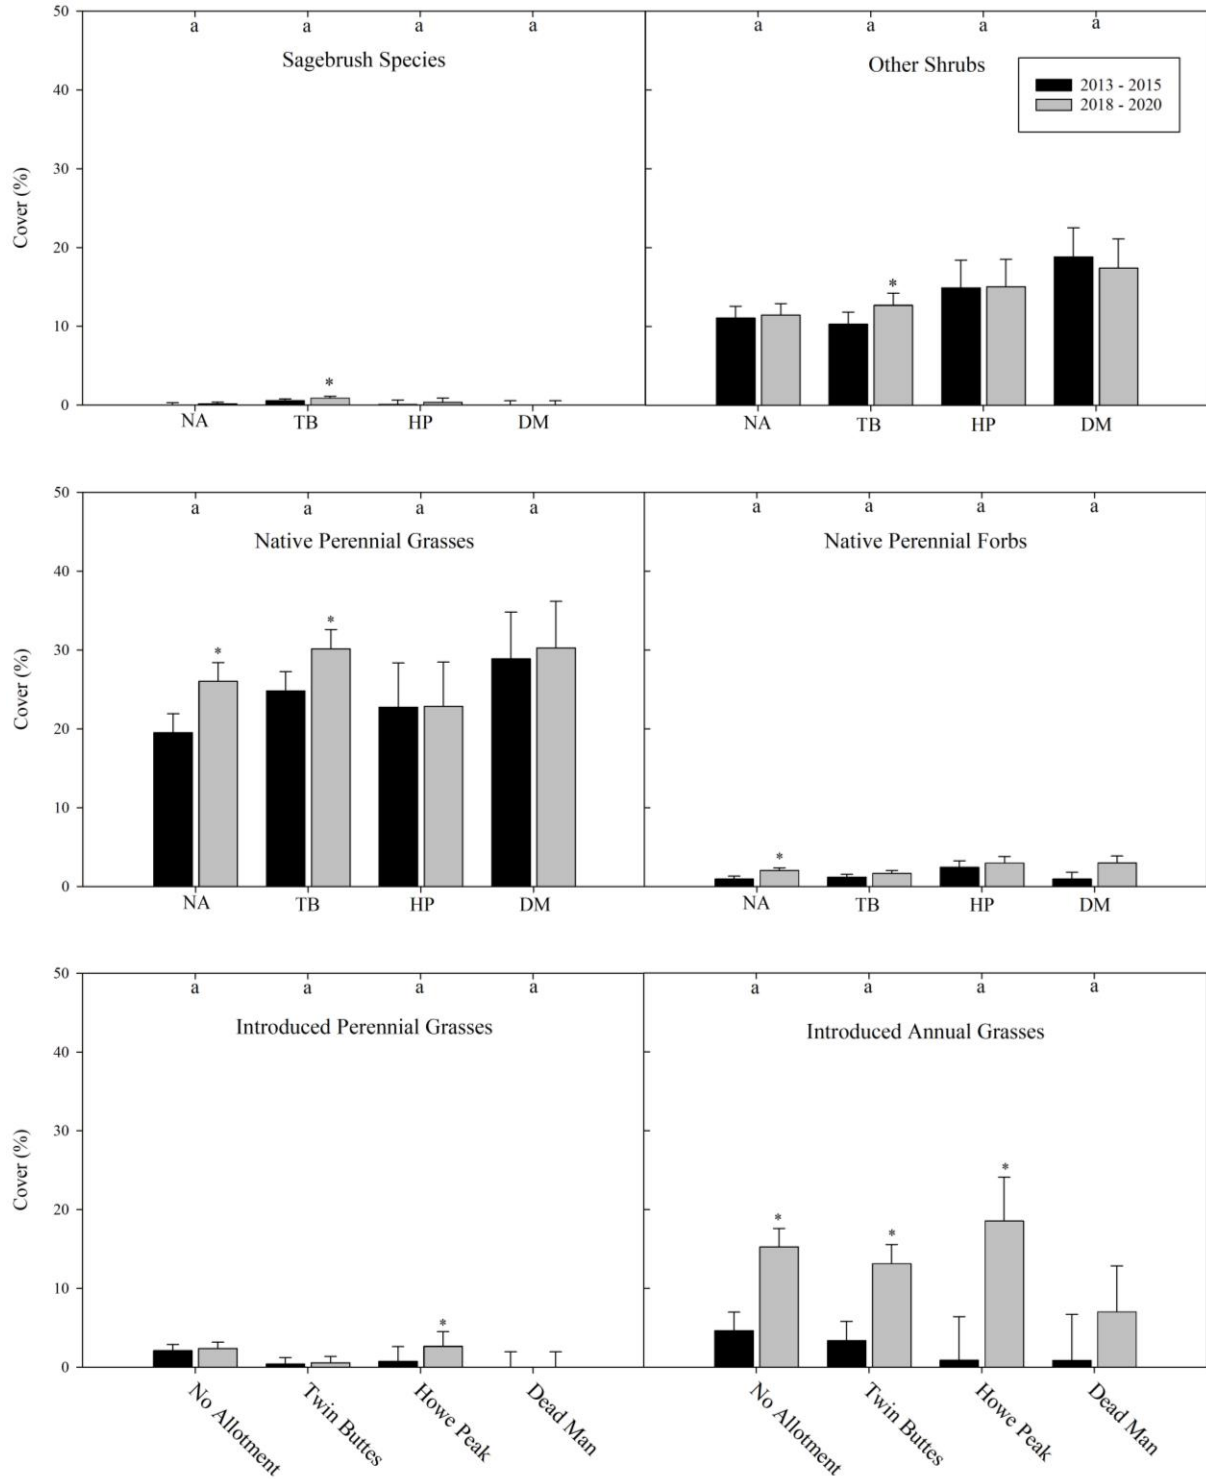 50
a a a a
a a a a
Sagebrush Species
Other Shrubs
2013 - 2015
2018 - 2020
40
30
Cover (%)
20
10
0
*
*
NA TB HP DM
NA TB HP DM
50
a a a a
a a a a
Native Perennial Grasses
Native Perennial Forbs
40
30
Cover (%)
20
10
0
* *
*
NA TB HP DM
NA TB HP DM
50
a a a a
a a a a
Introduced Perennial Grasses
Introduced Annual Grasses
40
30
Cover (%)
20
10
0
*
* * *
No Allotment
Twin Buttes
Howe Peak
Dead Man
No Allotment
Twin Buttes
Howe Peak
Dead Man